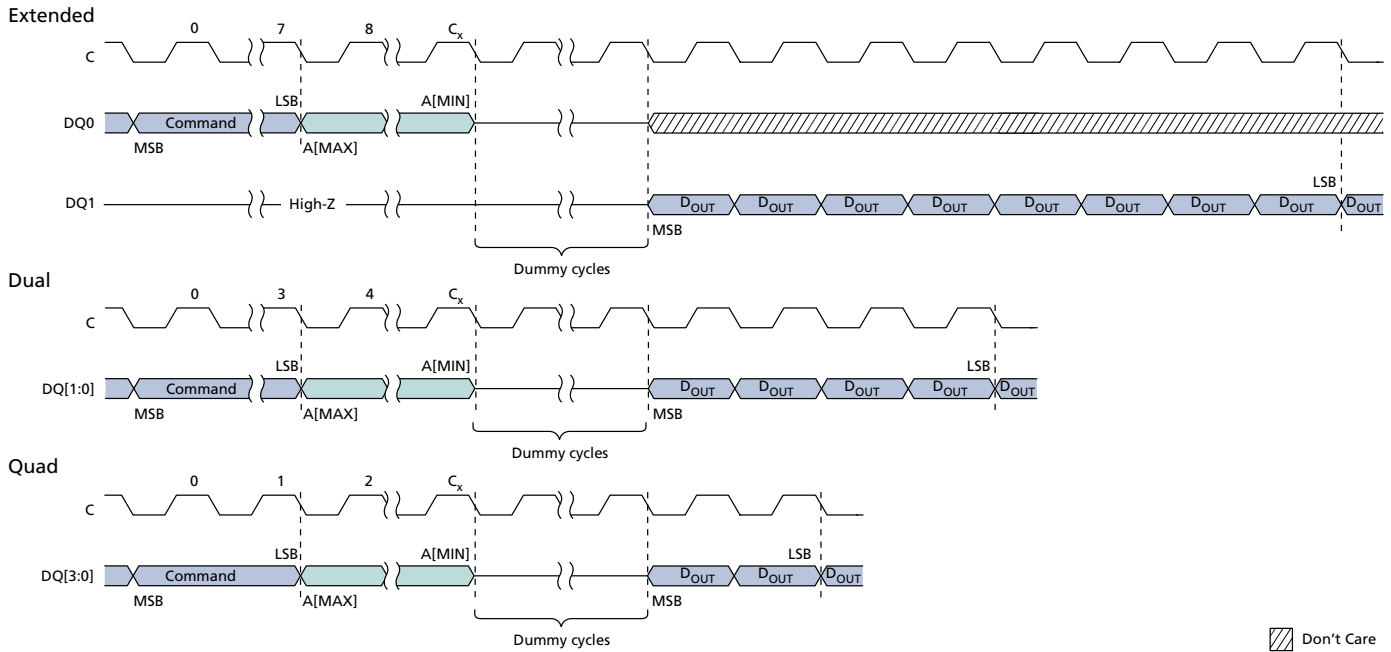 Extended
0 7 8 Cx
C
LSB A[MIN]
DQ0 Command
MSB A[MAX]
LSB
DQ1 High-Z DOUT DOUT DOUT DOUT DOUT DOUT DOUT DOUT DOUT
MSB
Dummy cycles
Dual
0 3 4 Cx
C
LSB A[MIN] LSB
DQ[1:0] Command DOUT DOUT DOUT DOUT DOUT
MSB A[MAX] MSB
Dummy cycles
Quad
0 1 2 Cx
C
LSB A[MIN] LSB
DQ[3:0] Command DOUT DOUT DOUT
MSB A[MAX] MSB
Dummy cycles
Don't Care